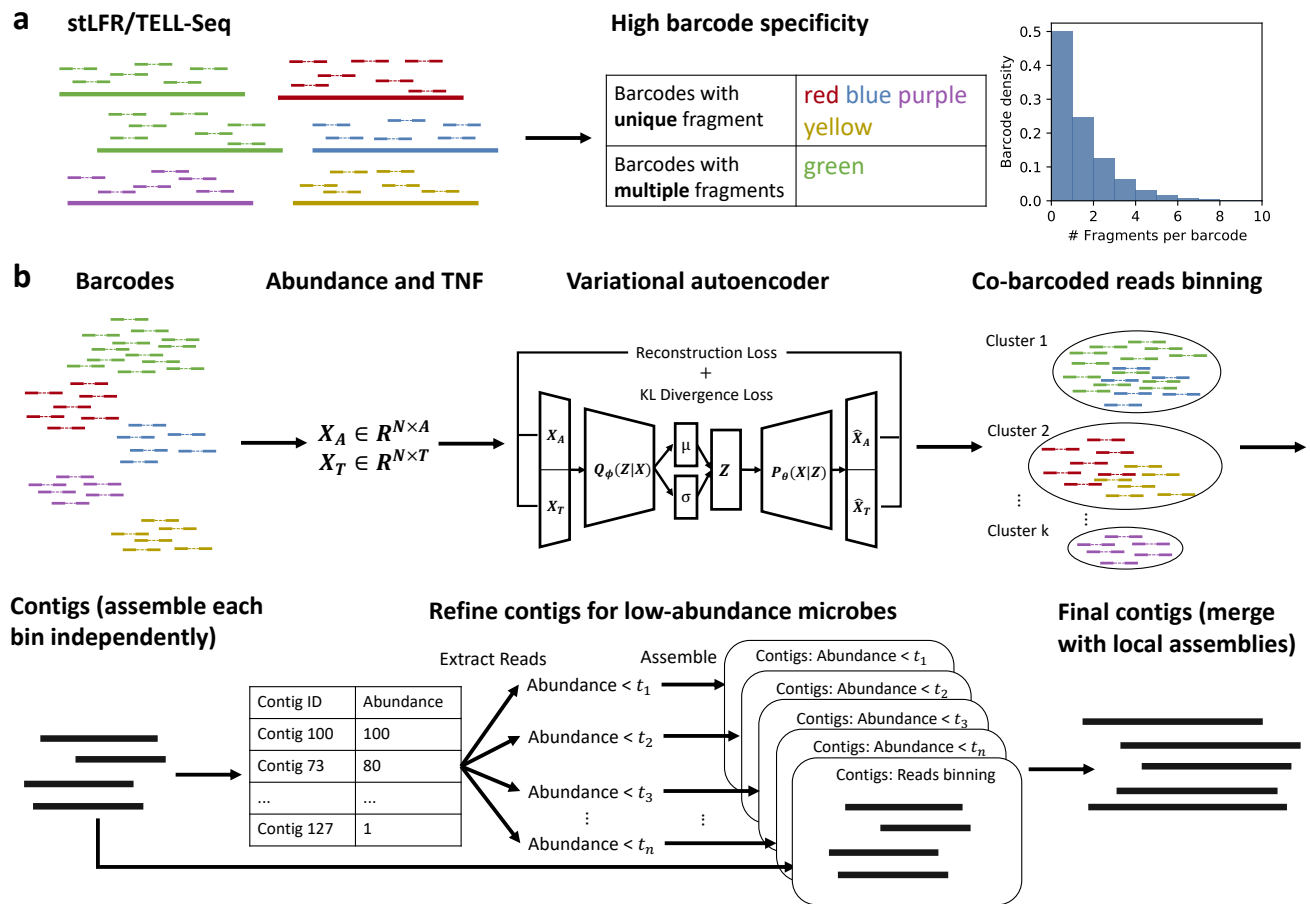 a
stLFR/TELL-Seq
High barcode specificity
Barcodes with
unique fragment
red blue purple
yellow
Barcodes with
multiple fragments
green
Barcode density
0.5
0.4
0.3
0.2
0.1
0.0
0 2 4 6 8 10
# Fragments per barcode
b
Barcodes
Abundance and TNF
Variational autoencoder
Co-barcoded reads binning
X_A ∈ R^{N×A}
X_T ∈ R^{N×T}
Reconstruction Loss
+
KL Divergence Loss
X_A
X_T
Q_ϕ(Z|X)
μ
σ
Z
P_θ(X|Z)
X̂_A
X̂_T
Cluster 1
Cluster 2
⋮ ⋮
Cluster k
Contigs (assemble each
bin independently)
Refine contigs for low-abundance microbes
Final contigs (merge
with local assemblies)
Contig ID Abundance
Contig 100 100
Contig 73 80
... ...
Contig 127 1
Extract Reads
Assemble
Abundance < t_1
Abundance < t_2
Abundance < t_3
⋮ ⋮
Abundance < t_n
Contigs: Abundance < t_1
Contigs: Abundance < t_2
Contigs: Abundance < t_3
Contigs: Abundance < t_n
Contigs: Reads binning